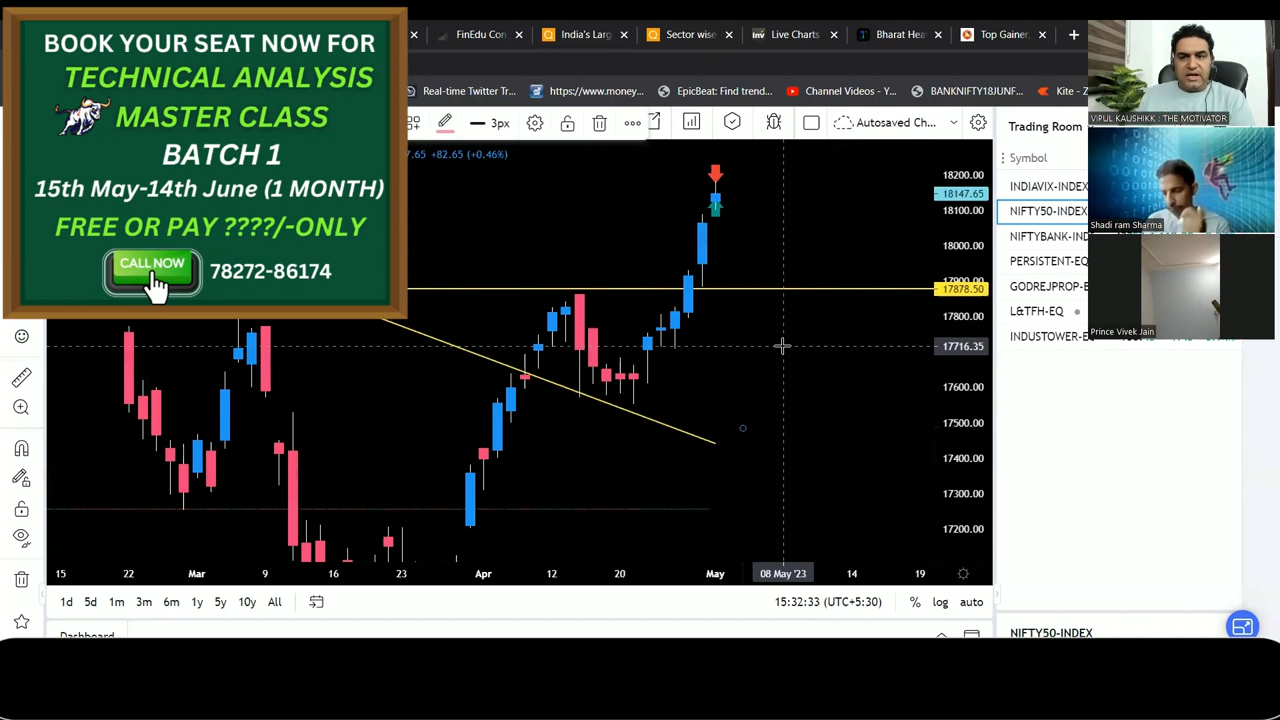 BOOK YOUR SEAT NOW FOR
TECHNICAL ANALYSIS
MASTER CLASS
BATCH 1
15th May-14th June (1 MONTH)
FREE OR PAY ????/-ONLY
CALL NOW
78272-86174
FinEdu Con
India's Larg
Sector wise
Live Charts
Bharat Hea
Top Gainer,
Real-time Twitter Tr...
https://www.money...
EpicBeat: Find trend...
Channel Videos - Y...
BANKNIFTY18JUNF...
Kite - Z
3px
Autosaved Ch...
7.65 +82.65 (+0.46%)
18200.00
18147.65
18100.00
18000.00
17878.50
17800.00
17716.35
17600.00
17500.00
17400.00
17300.00
17200.00
15 22 Mar 9 16 23 Apr 12 20 May 08 May '23 14 19
1d 5d 1m 3m 6m 1y 5y 10y All
15:32:33 (UTC+5:30) % log auto
Dashboard
VIPUL KAUSHIKK : THE MOTIVATOR
Shadi ram Sharma
Prince Vivek Jain
Trading Room
Symbol
INDIAVIX-INDEX
NIFTY50-INDEX
NIFTYBANK-IND
PERSISTENT-EQ
GODREJPROP-E
L&TFH-EQ
INDUSTOWER-EQ
NIFTY50-INDEX